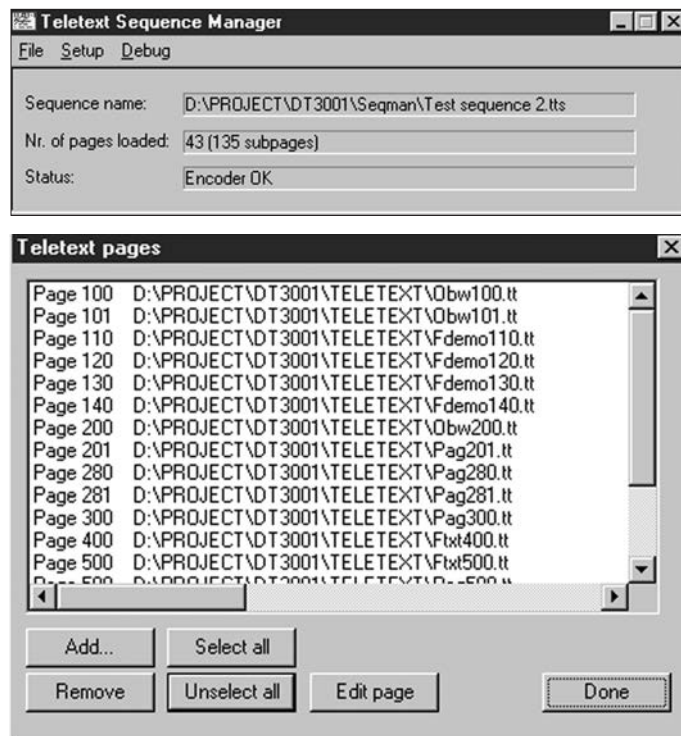 Teletext Sequence Manager
File Setup Debug
Sequence name: D:\PROJECT\DT3001\Seqman\Test sequence 2.tts
Nr. of pages loaded: 43 (135 subpages)
Status: Encoder OK
Teletext pages
Page 100 D:\PROJECT\DT3001\TELETEXT\Obw100.tt
Page 101 D:\PROJECT\DT3001\TELETEXT\Obw101.tt
Page 110 D:\PROJECT\DT3001\TELETEXT\Fdemo110.tt
Page 120 D:\PROJECT\DT3001\TELETEXT\Fdemo120.tt
Page 130 D:\PROJECT\DT3001\TELETEXT\Fdemo130.tt
Page 140 D:\PROJECT\DT3001\TELETEXT\Fdemo140.tt
Page 200 D:\PROJECT\DT3001\TELETEXT\Obw200.tt
Page 201 D:\PROJECT\DT3001\TELETEXT\Pag201.tt
Page 280 D:\PROJECT\DT3001\TELETEXT\Pag280.tt
Page 281 D:\PROJECT\DT3001\TELETEXT\Pag281.tt
Page 300 D:\PROJECT\DT3001\TELETEXT\Pag300.tt
Page 400 D:\PROJECT\DT3001\TELETEXT\Ftxt400.tt
Page 500 D:\PROJECT\DT3001\TELETEXT\Ftxt500.tt
Add... Select all
Remove Unselect all Edit page Done